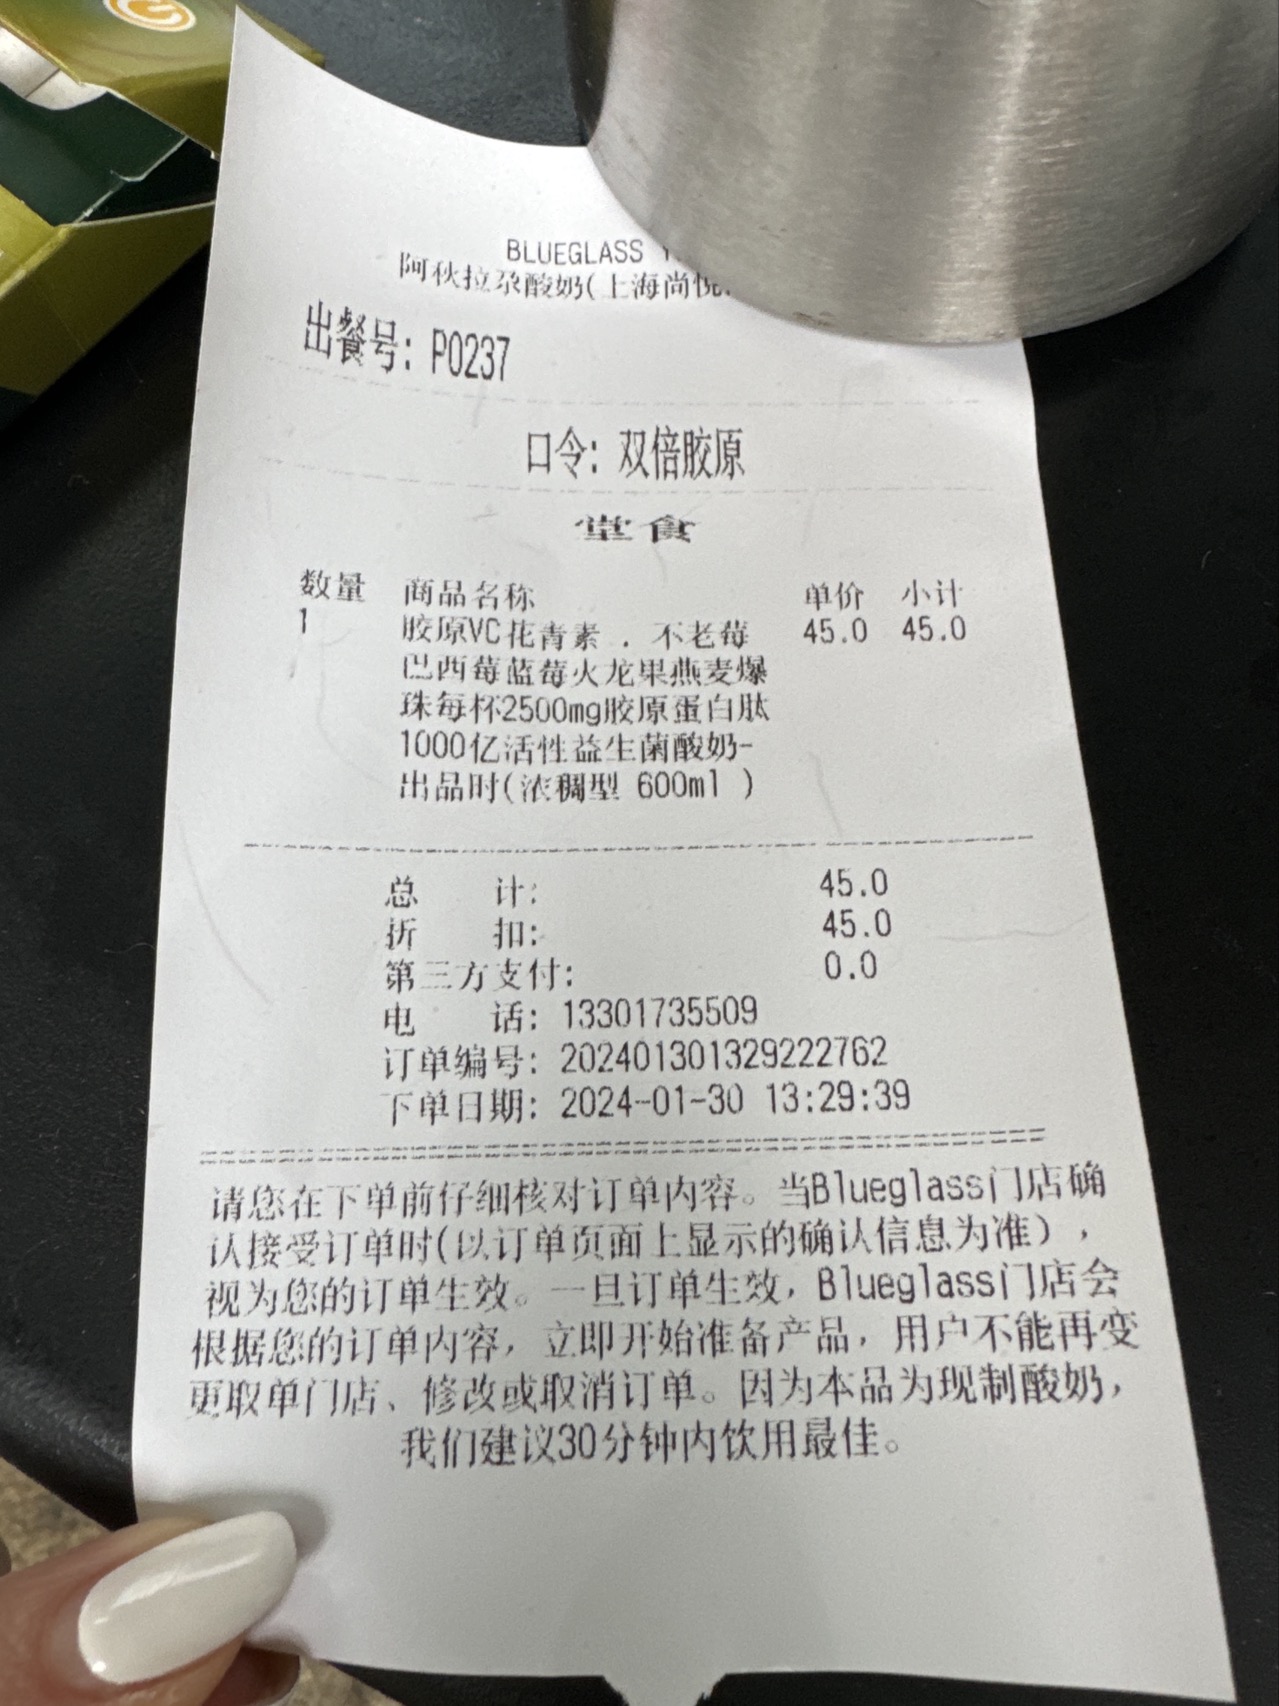 BLUEGLASS
阿秋拉尕酸奶(上海尚悦
出餐号: P0237
口令: 双倍胶原
堂食
数量 商品名称 单价 小计
1 胶原VC花青素 . 不老莓 45.0 45.0
巴西莓蓝莓火龙果燕麦爆
珠每杯2500mg胶原蛋白肽
1000亿活性益生菌酸奶-
出品时(浓稠型 600ml )
总 计: 45.0
折 扣: 45.0
第三方支付: 0.0
电 话: 13301735509
订单编号: 202401301329222762
下单日期: 2024-01-30 13:29:39
请您在下单前仔细核对订单内容。当Blueglass门店确
认接受订单时(以订单页面上显示的确认信息为准),
视为您的订单生效。一旦订单生效, Blueglass门店会
根据您的订单内容, 立即开始准备产品, 用户不能再变
更取单门店、修改或取消订单。因为本品为现制酸奶,
我们建议30分钟内饮用最佳。